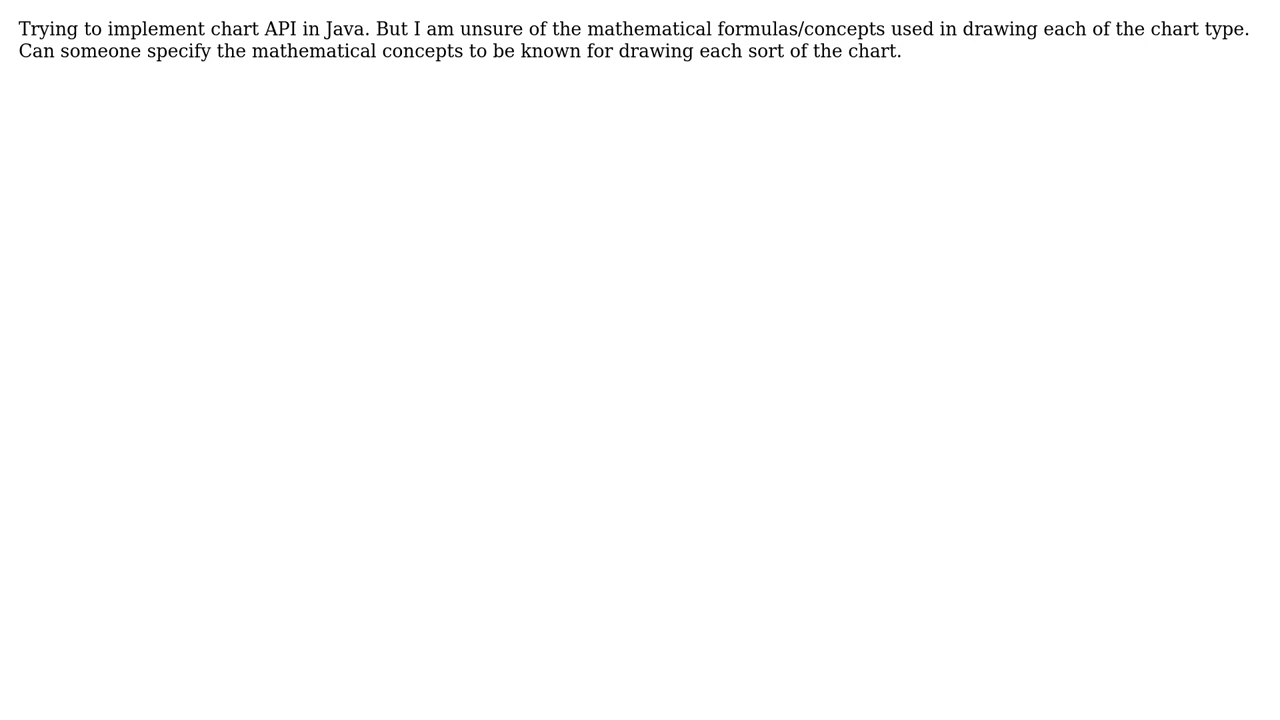 Trying to implement chart API in Java. But I am unsure of the mathematical formulas/concepts used in drawing each of the chart type.
Can someone specify the mathematical concepts to be known for drawing each sort of the chart.